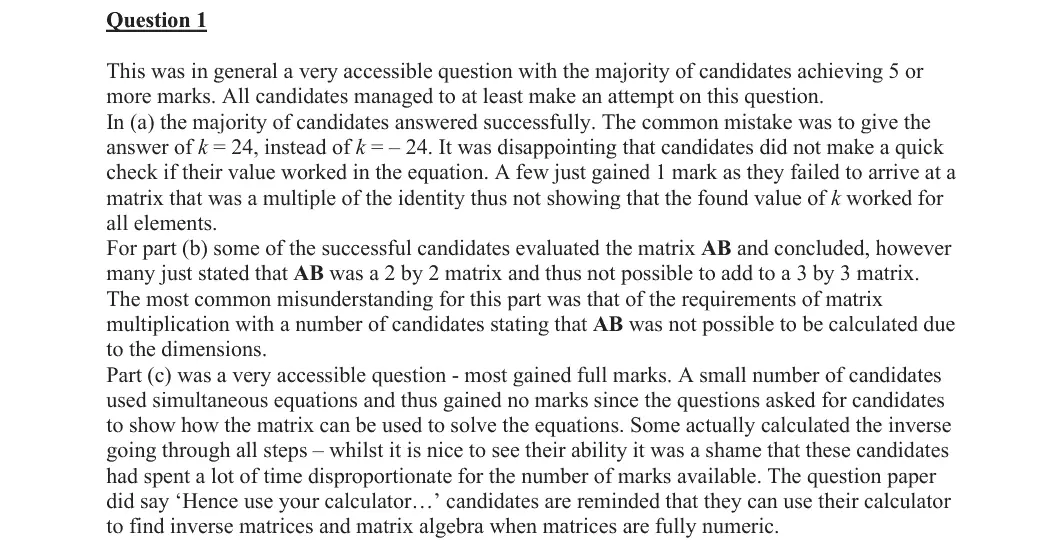 Question 1
This was in general a very accessible question with the majority of candidates achieving 5 or
more marks. All candidates managed to at least make an attempt on this question.
In (a) the majority of candidates answered successfully. The common mistake was to give the
answer of k = 24, instead of k = – 24. It was disappointing that candidates did not make a quick
check if their value worked in the equation. A few just gained 1 mark as they failed to arrive at a
matrix that was a multiple of the identity thus not showing that the found value of k worked for
all elements.
For part (b) some of the successful candidates evaluated the matrix AB and concluded, however
many just stated that AB was a 2 by 2 matrix and thus not possible to add to a 3 by 3 matrix.
The most common misunderstanding for this part was that of the requirements of matrix
multiplication with a number of candidates stating that AB was not possible to be calculated due
to the dimensions.
Part (c) was a very accessible question - most gained full marks. A small number of candidates
used simultaneous equations and thus gained no marks since the questions asked for candidates
to show how the matrix can be used to solve the equations. Some actually calculated the inverse
going through all steps – whilst it is nice to see their ability it was a shame that these candidates
had spent a lot of time disproportionate for the number of marks available. The question paper
did say ‘Hence use your calculator…’ candidates are reminded that they can use their calculator
to find inverse matrices and matrix algebra when matrices are fully numeric.